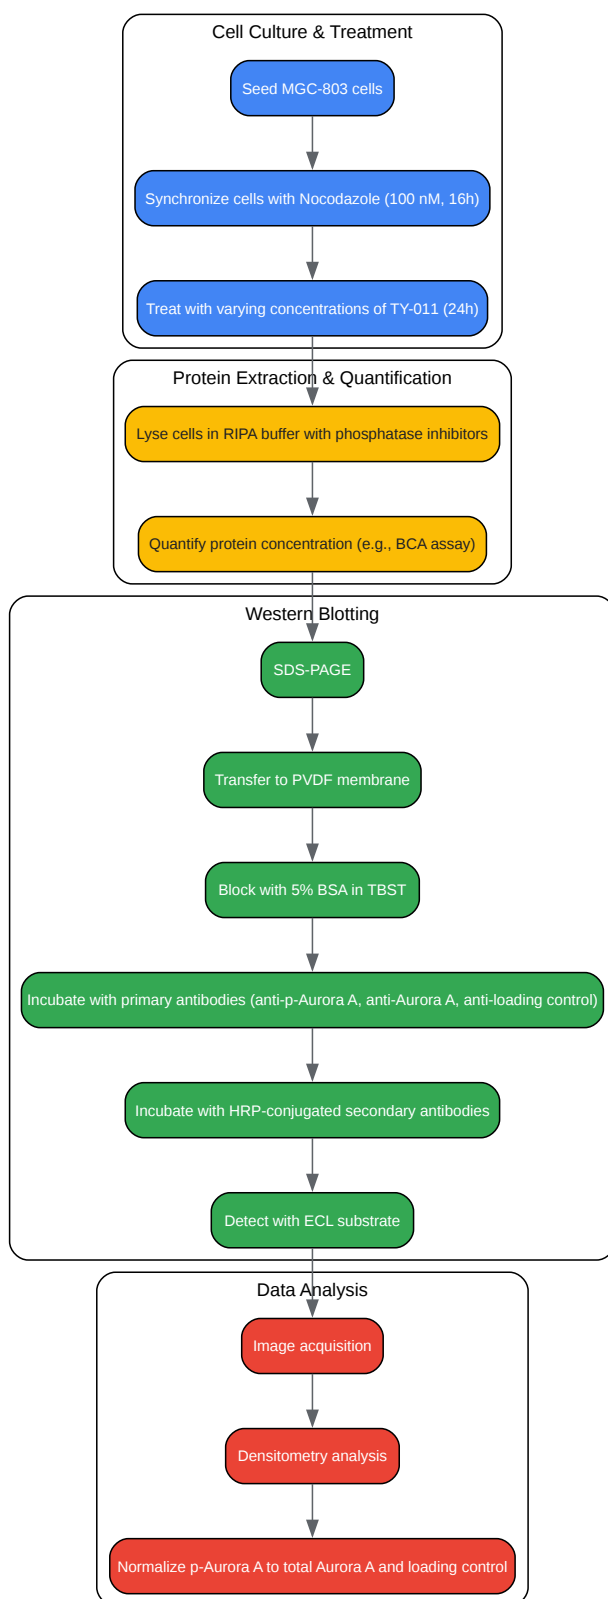 Cell Culture & Treatment
Seed MGC-803 cells
Synchronize cells with Nocodazole (100 nM, 16h)
Treat with varying concentrations of TY-011 (24h)
Protein Extraction & Quantification
Lyse cells in RIPA buffer with phosphatase inhibitors
Quantify protein concentration (e.g., BCA assay)
Western Blotting
SDS-PAGE
Transfer to PVDF membrane
Block with 5% BSA in TBST
Incubate with primary antibodies (anti-p-Aurora A, anti-Aurora A, anti-loading control)
Incubate with HRP-conjugated secondary antibodies
Detect with ECL substrate
Data Analysis
Image acquisition
Densitometry analysis
Normalize p-Aurora A to total Aurora A and loading control